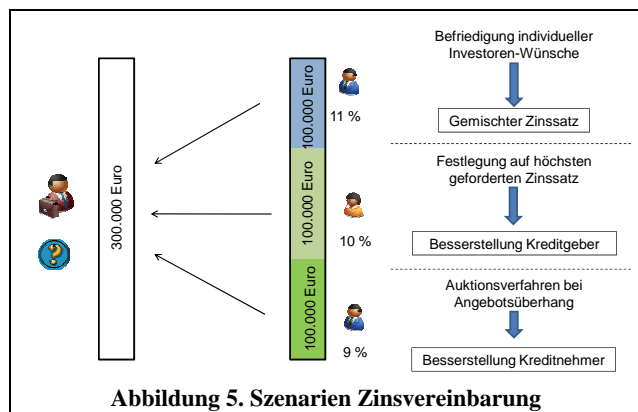 300.000 Euro
100.000 Euro
11 %
100.000 Euro
10 %
100.000 Euro
9 %
Befriedigung individueller
Investoren-Wünsche
Gemischter Zinssatz
Festlegung auf höchsten
geforderten Zinssatz
Besserstellung Kreditgeber
Auktionsverfahren bei
Angebotsüberhang
Besserstellung Kreditnehmer
Abbildung 5. Szenarien Zinsvereinbarung